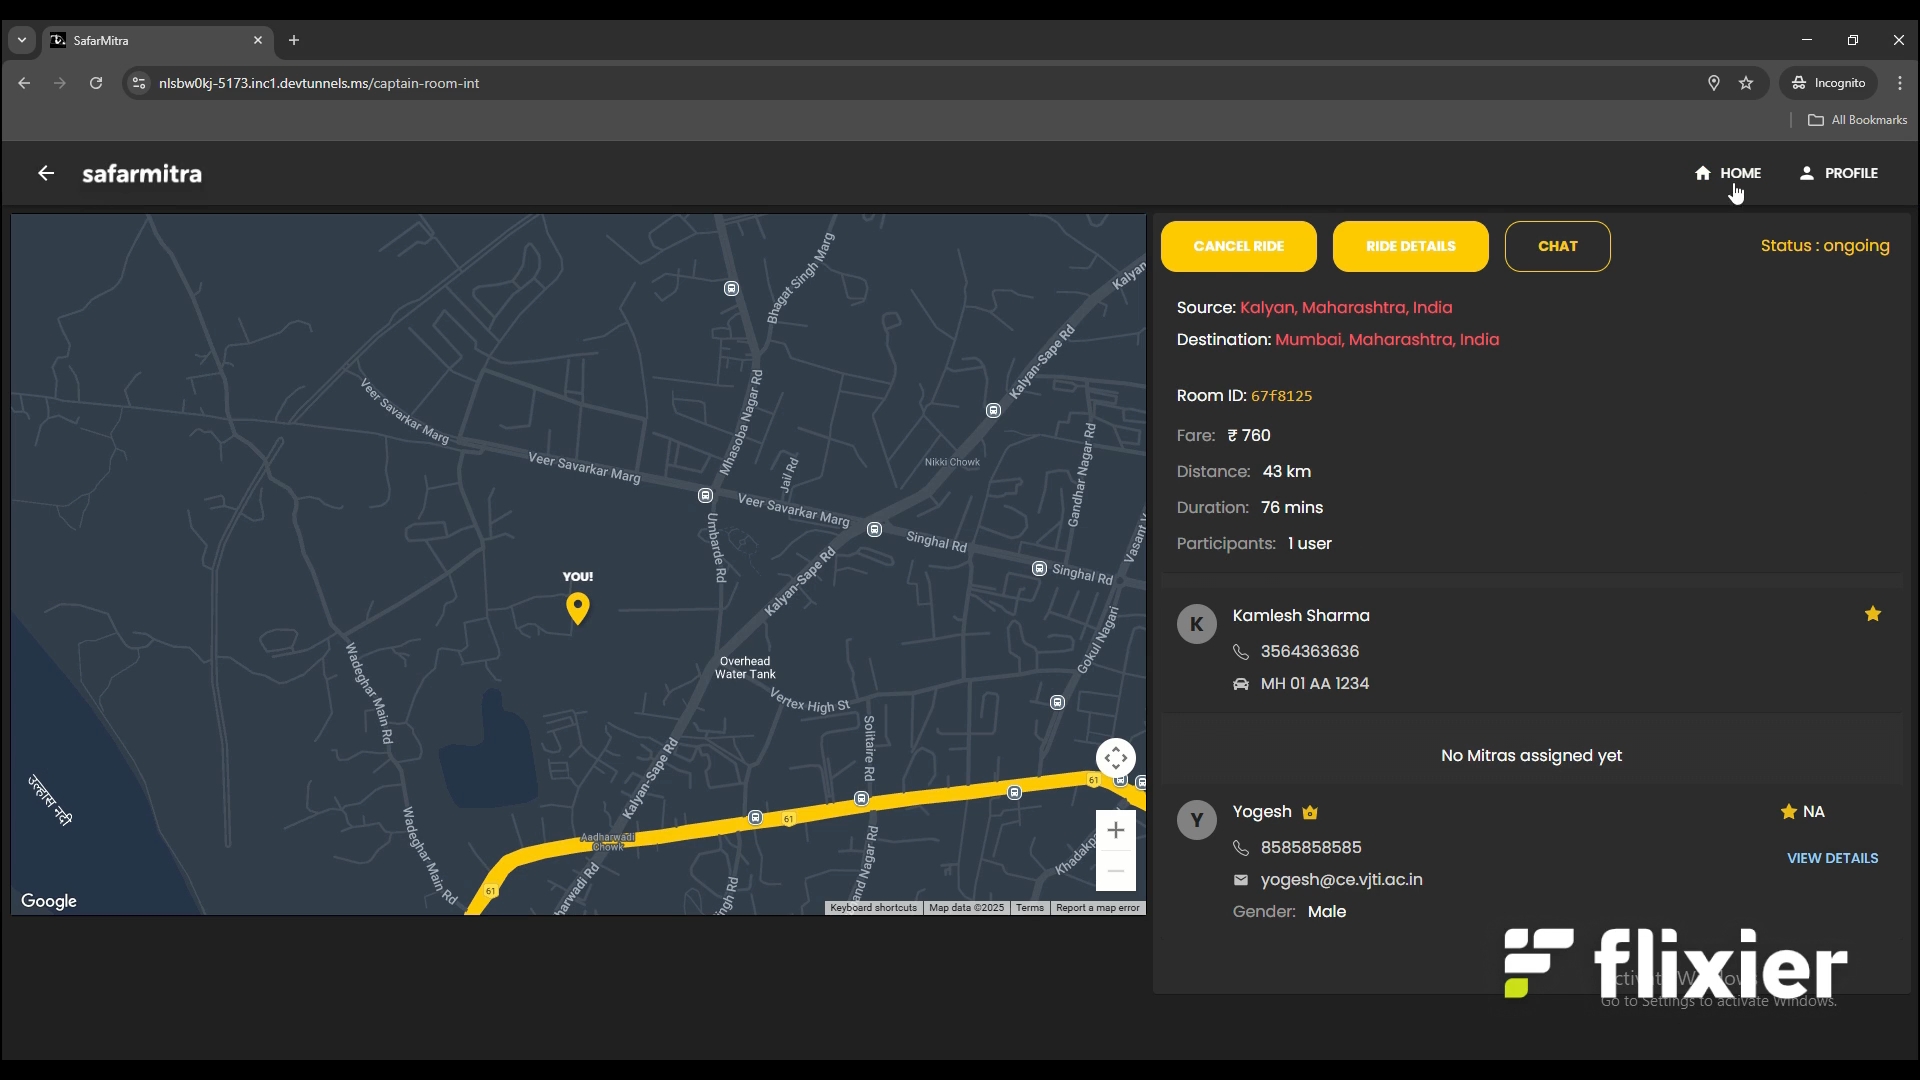 SafarMitra
nlsbw0kj-5173.inc1.devtunnels.ms/captain-room-int
Incognito
All Bookmarks
safarmitra
HOME
PROFILE
CANCEL RIDE
RIDE DETAILS
CHAT
Status : ongoing
Source: Kalyan, Maharashtra, India
Destination: Mumbai, Maharashtra, India
Room ID: 67f8125
Fare: ₹ 760
Distance: 43 km
Duration: 76 mins
Participants: 1 user
K
Kamlesh Sharma
3564363636
MH 01 AA 1234
No Mitras assigned yet
Y
Yogesh
NA
8585858585
VIEW DETAILS
yogesh@ce.vjti.ac.in
Gender: Male
Bhagat Singh Marg
Kalyan
Kalyan-Sape Rd
Veer Savarkar Marg
Mhasoba Nagar Rd
Gandhar Nagar Rd
Nikki Chowk
Veer Savarkar Marg
Jail Rd
Veer Savarkar Marg
Umbarde Rd
Singhal Rd
Singhal Rd
Kalyan-Sape Rd
YOU!
Gokul Nagari
Wadeghar Main Rd
Overhead
Water Tank
Vertex High St
Solitaire Rd
Kalyan-Sape Rd
उल्हास नदी
61
61
Aadharwadi
Chowk
Wadeghar Main Rd
61
Google
Keyboard shortcuts
Map data ©2025
Terms
Report a map error
flixier
Go to Settings to activate Windows.